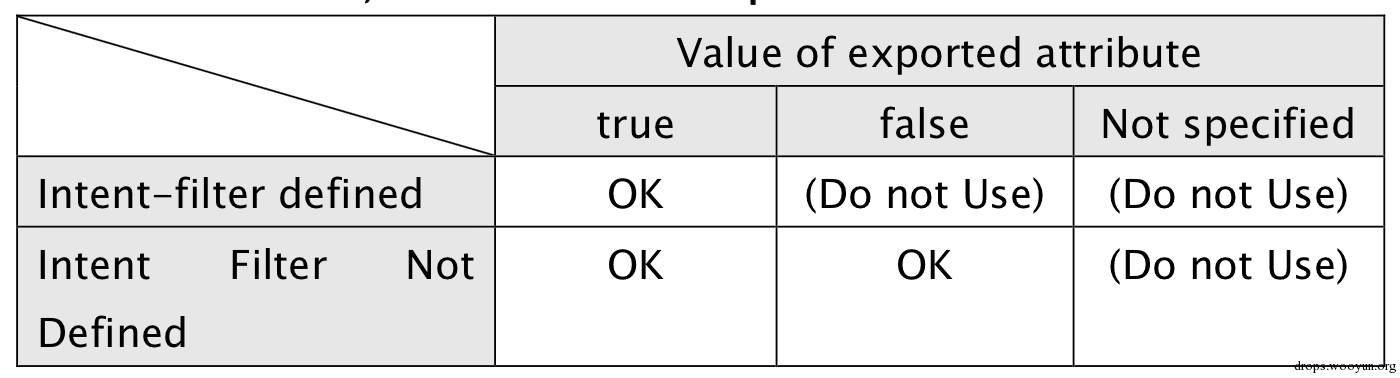 Value of exported attribute
true false Not specified
Intent-filter defined OK (Do not Use) (Do not Use)
Intent Filter Not OK OK (Do not Use)
Defined
drops.wooyun.org